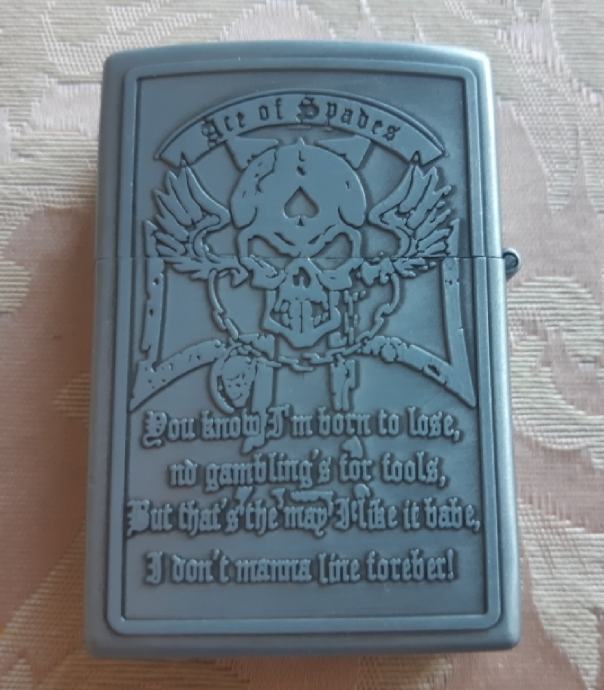 Ace of Spades
You know I'm born to lose,
nd gambling's for fools,
But that's the way I like it babe,
I don't wanna live forever!